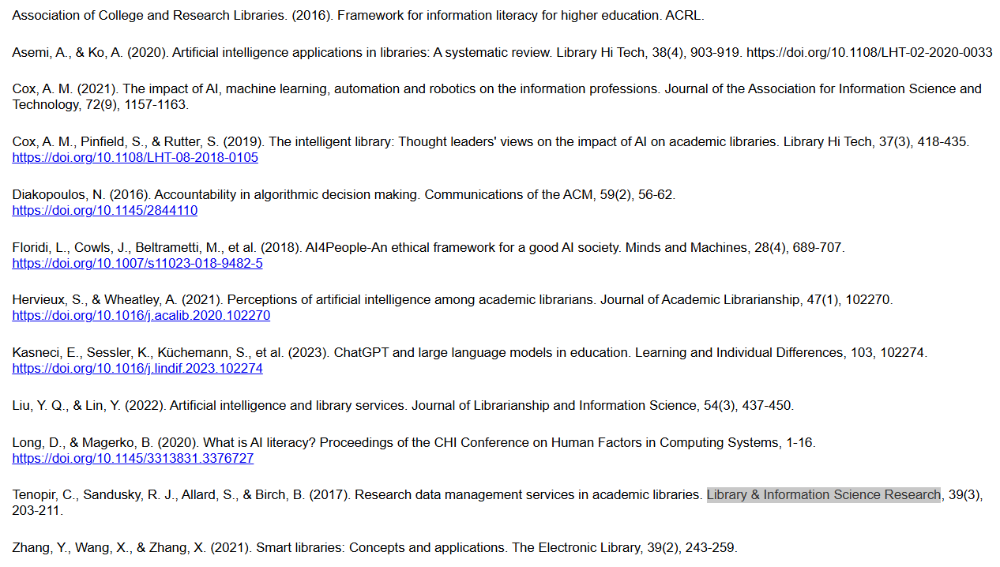 Association of College and Research Libraries. (2016). Framework for information literacy for higher education. ACRL.
Asemi, A., & Ko, A. (2020). Artificial intelligence applications in libraries: A systematic review. Library Hi Tech, 38(4), 903-919. https://doi.org/10.1108/LHT-02-2020-0033
Cox, A. M. (2021). The impact of AI, machine learning, automation and robotics on the information professions. Journal of the Association for Information Science and
Technology, 72(9), 1157-1163.
Cox, A. M., Pinfield, S., & Rutter, S. (2019). The intelligent library: Thought leaders' views on the impact of AI on academic libraries. Library Hi Tech, 37(3), 418-435.
https://doi.org/10.1108/LHT-08-2018-0105
Diakopoulos, N. (2016). Accountability in algorithmic decision making. Communications of the ACM, 59(2), 56-62.
https://doi.org/10.1145/2844110
Floridi, L., Cowls, J., Beltrametti, M., et al. (2018). AI4People-An ethical framework for a good AI society. Minds and Machines, 28(4), 689-707.
https://doi.org/10.1007/s11023-018-9482-5
Hervieux, S., & Wheatley, A. (2021). Perceptions of artificial intelligence among academic librarians. Journal of Academic Librarianship, 47(1), 102270.
https://doi.org/10.1016/j.acalib.2020.102270
Kasneci, E., Sessler, K., Küchemann, S., et al. (2023). ChatGPT and large language models in education. Learning and Individual Differences, 103, 102274.
https://doi.org/10.1016/j.lindif.2023.102274
Liu, Y. Q., & Lin, Y. (2022). Artificial intelligence and library services. Journal of Librarianship and Information Science, 54(3), 437-450.
Long, D., & Magerko, B. (2020). What is AI literacy? Proceedings of the CHI Conference on Human Factors in Computing Systems, 1-16.
https://doi.org/10.1145/3313831.3376727
Tenopir, C., Sandusky, R. J., Allard, S., & Birch, B. (2017). Research data management services in academic libraries. Library & Information Science Research, 39(3),
203-211.
Zhang, Y., Wang, X., & Zhang, X. (2021). Smart libraries: Concepts and applications. The Electronic Library, 39(2), 243-259.